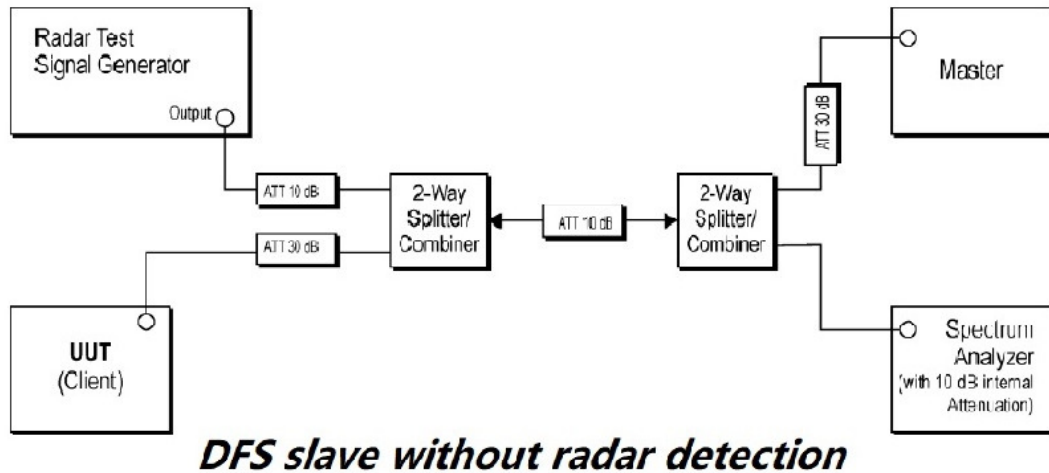 Radar Test
Signal Generator
Output
ATT 10 dB
2-Way
Splitter/
Combiner
ATT 30 dB
UUT
(Client)
ATT 10 dB
2-Way
Splitter/
Combiner
ATT 30 dB
Master
Spectrum
Analyzer
(with 10 dB internal
Attenuation)
DFS slave without radar detection